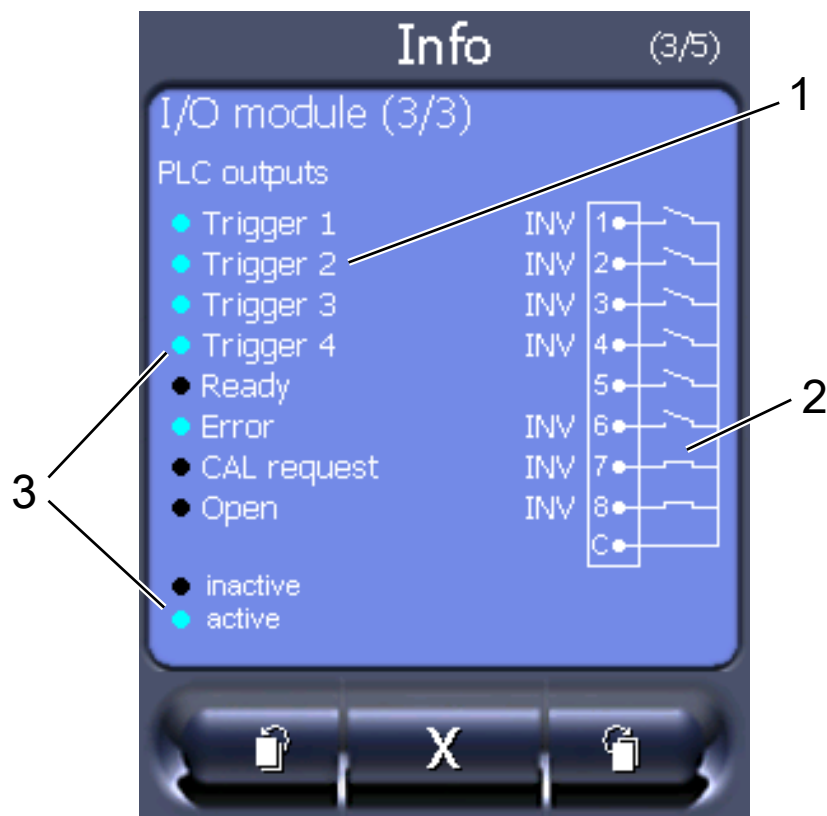 Info (3/5)
I/O module (3/3)
1
PLC outputs
Trigger 1 INV 1
Trigger 2 INV 2
Trigger 3 INV 3
Trigger 4 INV 4
Ready 5
2
Error INV 6
CAL request INV 7
3
Open INV 8
C
inactive
active
X